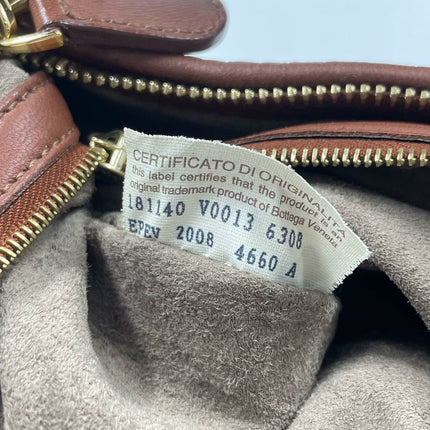 CERTIFICATO DI ORIGINALITA'
this label certifies that the product is an
original trademark product of Bottega Veneta
181140 V0013 6308
EPEV 2008 4660 A